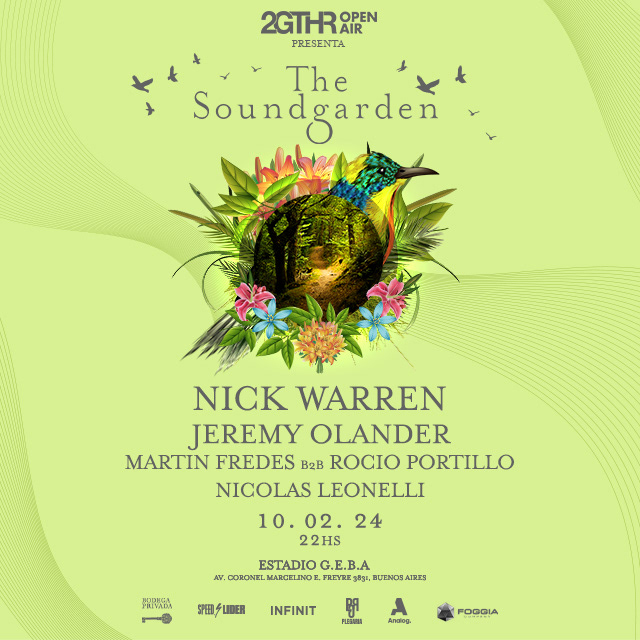 2GTHR OPEN AIR
PRESENTA
The
Soundgarden
NICK WARREN
JEREMY OLANDER
MARTIN FREDES B2B ROCIO PORTILLO
NICOLAS LEONELLI
10. 02. 24
22HS
ESTADIO G.E.B.A
AV. CORONEL MARCELINO E. FREYRE 3831, BUENOS AIRES
BODEGA PRIVADA
SPEED LIDER
INFINIT
PLEGARIA
Analog.
FOGGIA